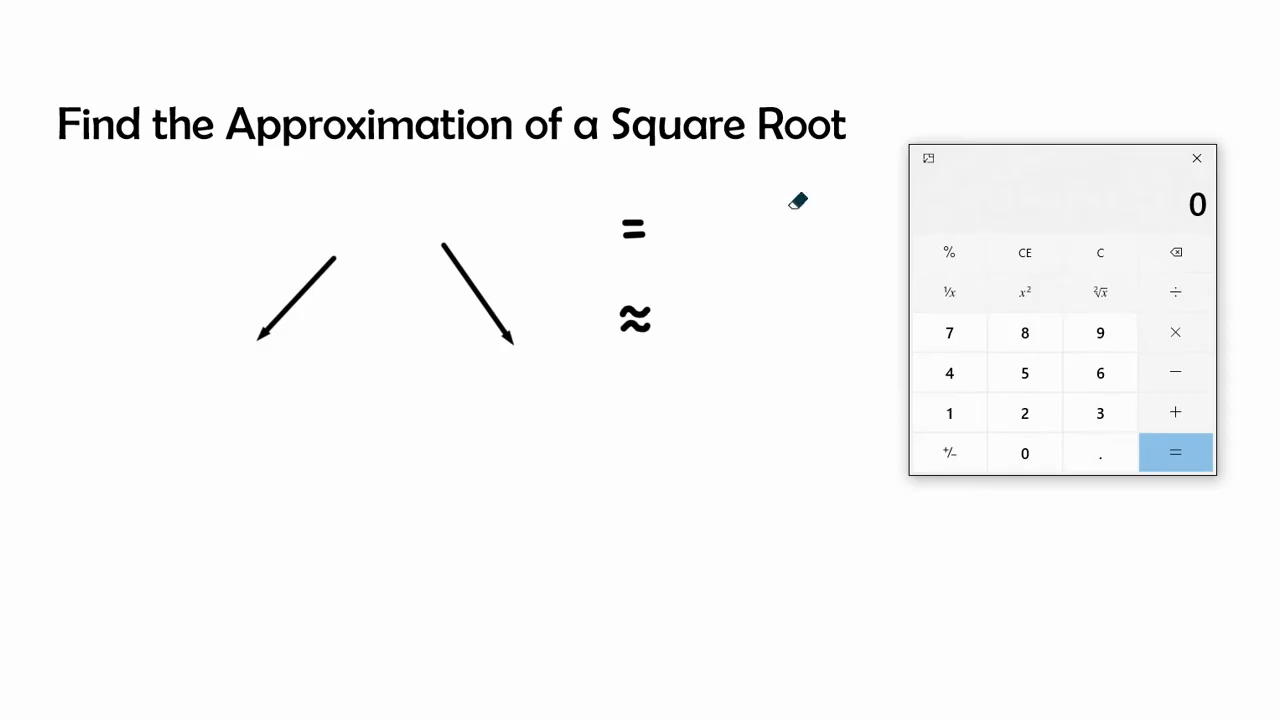 Find the Approximation of a Square Root
=
≈
0
% CE C
¹/x x² ²√x ÷
7 8 9 ×
4 5 6 −
1 2 3 +
+/− 0 . =